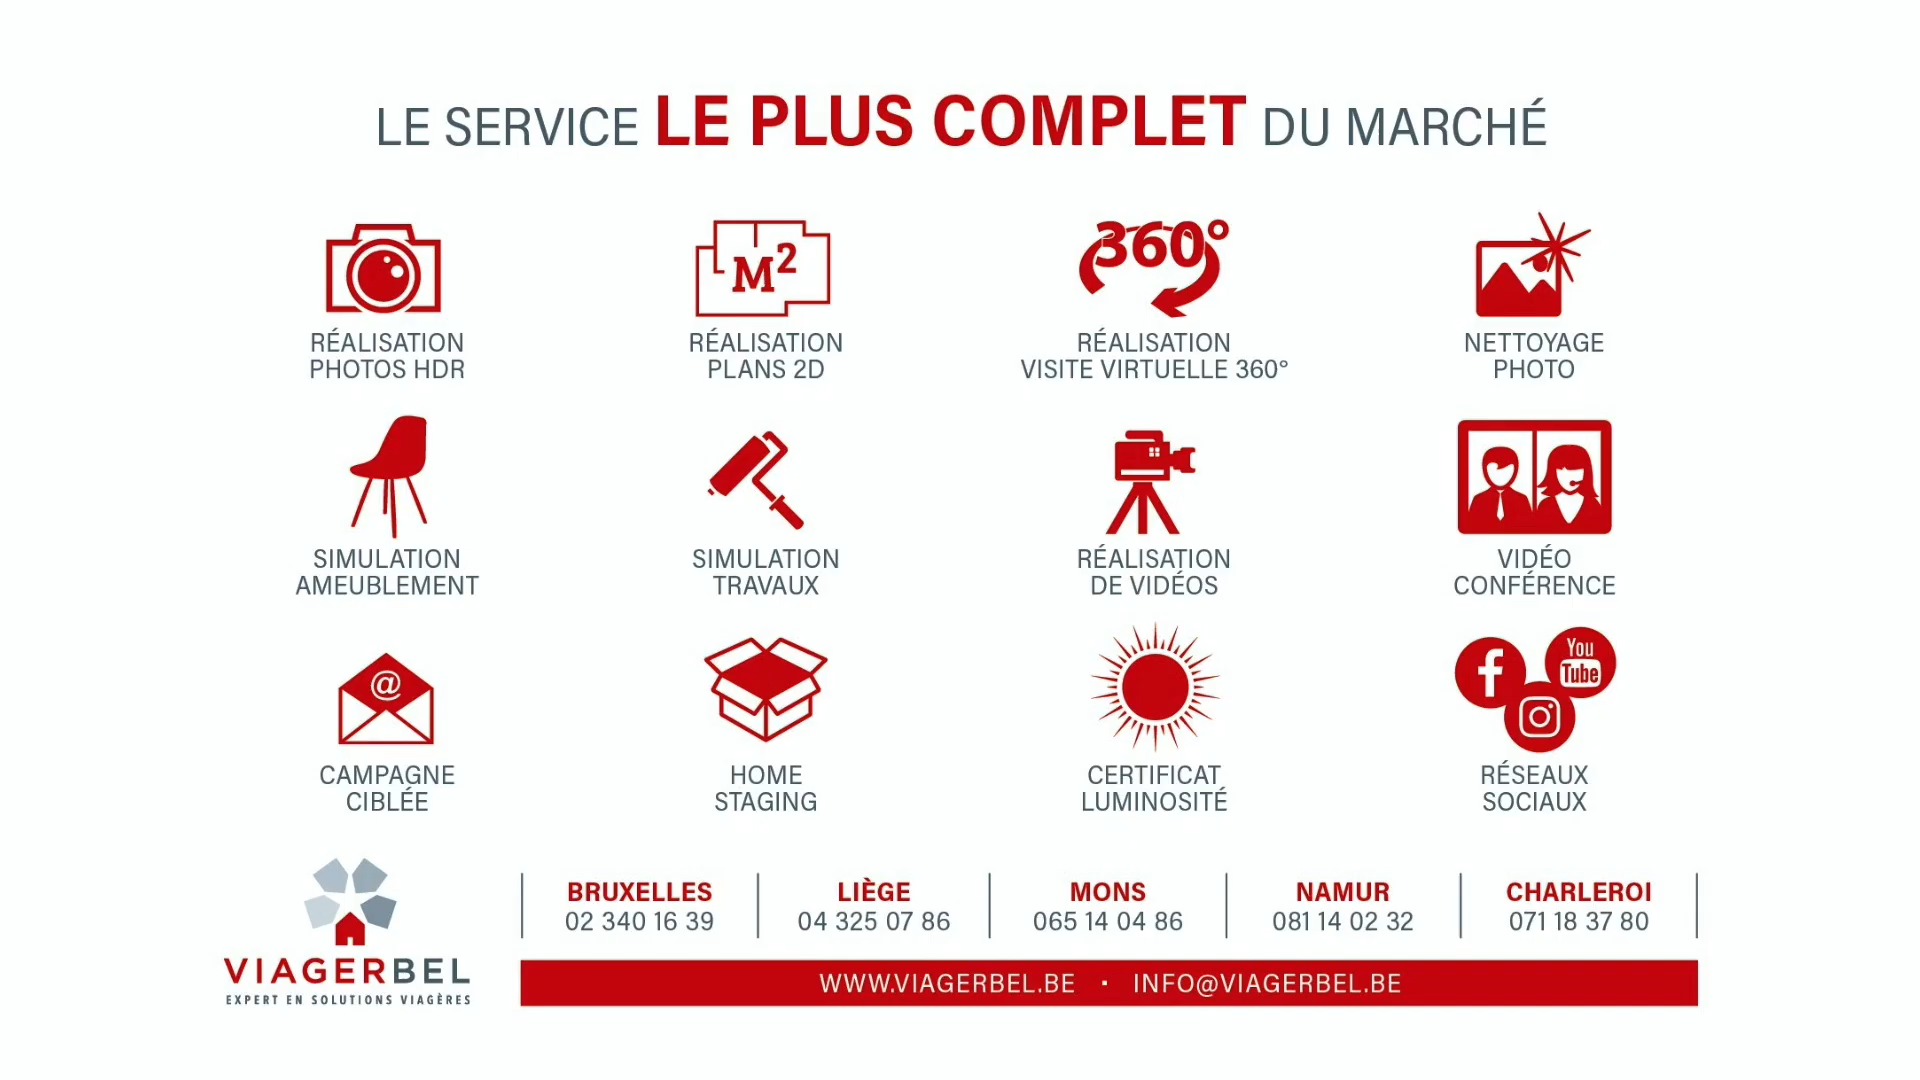 LE SERVICE LE PLUS COMPLET DU MARCHÉ
M²
360°
RÉALISATION
PHOTOS HDR
RÉALISATION
PLANS 2D
RÉALISATION
VISITE VIRTUELLE 360°
NETTOYAGE
PHOTO
SIMULATION
AMEUBLEMENT
SIMULATION
TRAVAUX
RÉALISATION
DE VIDÉOS
VIDÉO
CONFÉRENCE
@
f
You
Tube
CAMPAGNE
CIBLÉE
HOME
STAGING
CERTIFICAT
LUMINOSITÉ
RÉSEAUX
SOCIAUX
VIAGERBEL
EXPERT EN SOLUTIONS VIAGÈRES
BRUXELLES
02 340 16 39
LIÈGE
04 325 07 86
MONS
065 14 04 86
NAMUR
081 14 02 32
CHARLEROI
071 18 37 80
WWW.VIAGERBEL.BE · INFO@VIAGERBEL.BE